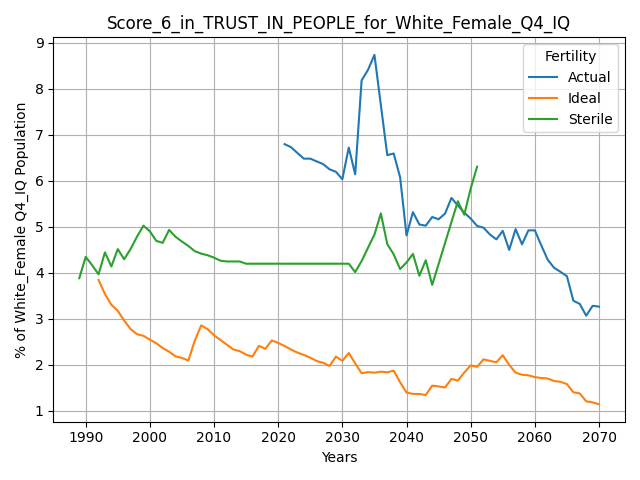 Score_6_in_TRUST_IN_PEOPLE_for_White_Female_Q4_IQ
% of White_Female Q4_IQ Population
9
8
7
6
5
4
3
2
1
Fertility
Actual
Ideal
Sterile
1990 2000 2010 2020 2030 2040 2050 2060 2070
Years